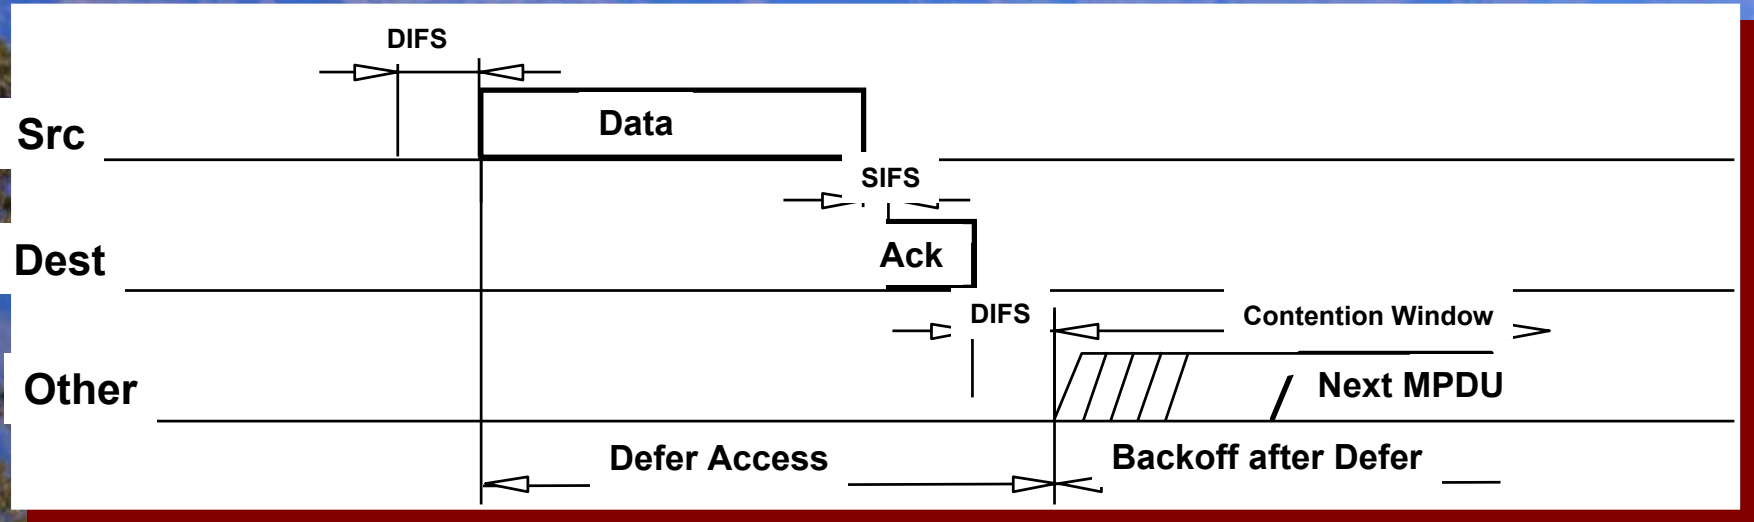 DIFS
Src
Data
SIFS
Dest
Ack
DIFS
Contention Window
Other
Next MPDU
Defer Access
Backoff after Defer